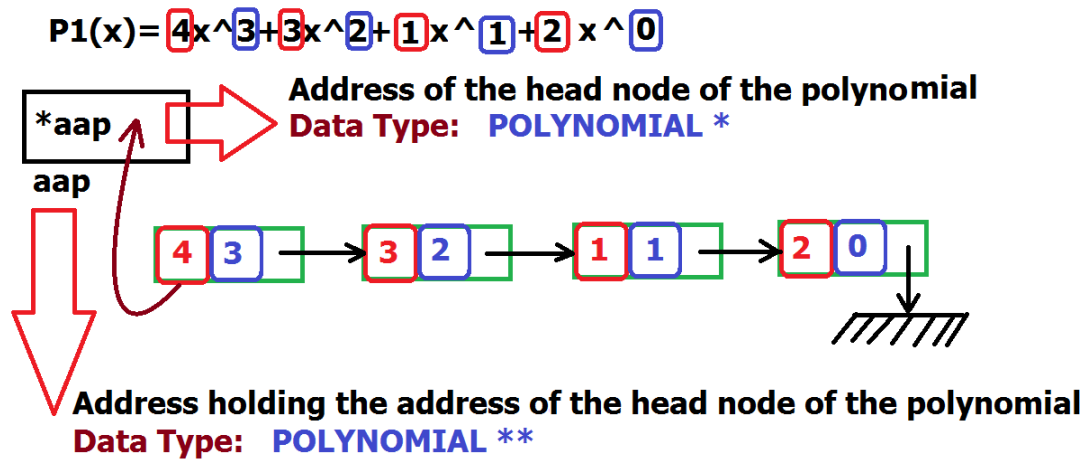 P1(x)= 4x^3+3x^2+1x^1+2 x^0
Address of the head node of the polynomial
*aap
Data Type: POLYNOMIAL *
aap
4 3 3 2 1 1 2 0
Address holding the address of the head node of the polynomial
Data Type: POLYNOMIAL **